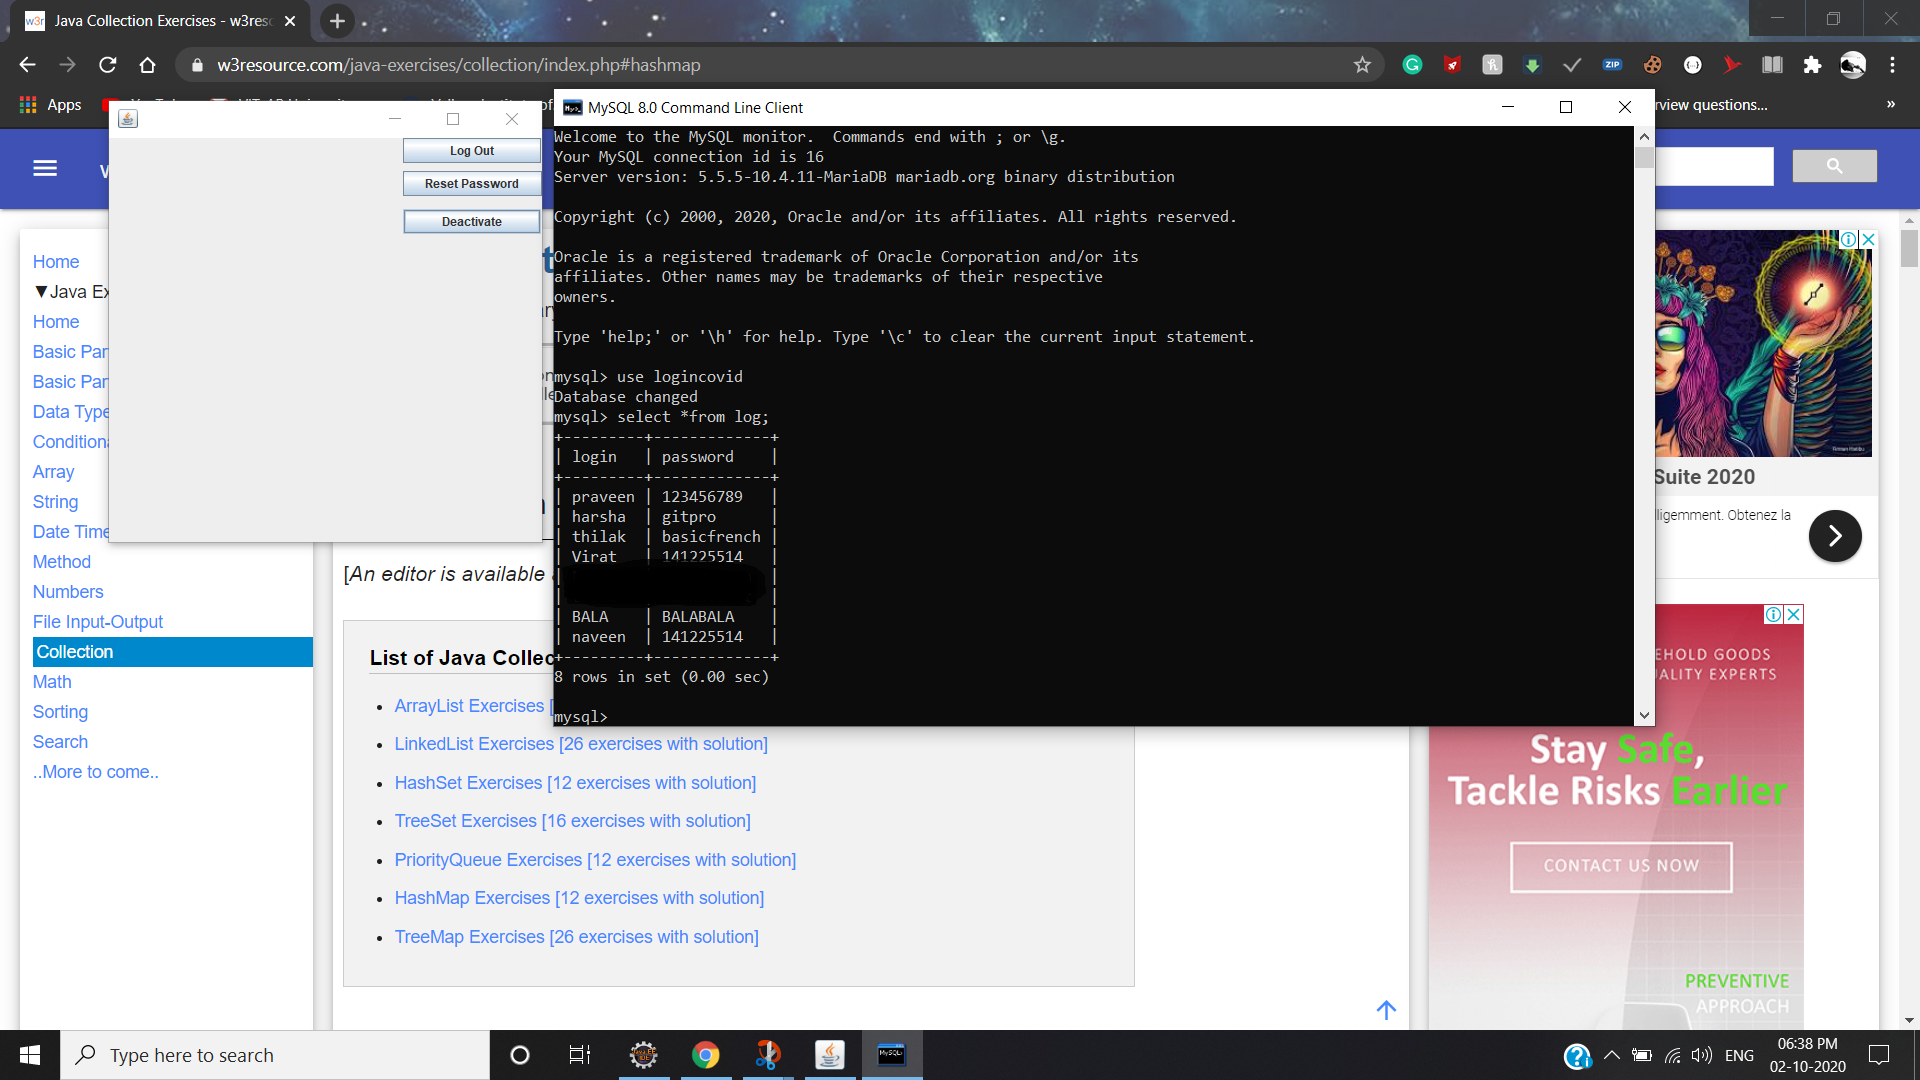 Java Collection Exercises - w3reso
w3resource.com/java-exercises/collection/index.php#hashmap
Apps
rview questions...
»
MySQL 8.0 Command Line Client
Log Out
Reset Password
Deactivate
Welcome to the MySQL monitor.  Commands end with ; or \g.
Your MySQL connection id is 16
Server version: 5.5.5-10.4.11-MariaDB mariadb.org binary distribution
Copyright (c) 2000, 2020, Oracle and/or its affiliates. All rights reserved.
Oracle is a registered trademark of Oracle Corporation and/or its
affiliates. Other names may be trademarks of their respective
owners.
Type 'help;' or '\h' for help. Type '\c' to clear the current input statement.
mysql> use logincovid
Database changed
mysql> select *from log;
+---------+-------------+
| login   | password    |
+---------+-------------+
| praveen | 123456789   |
| harsha  | gitpro      |
| thilak  | basicfrench |
| Virat   | 141225514   |
| BALA    | BALABALA    |
| naveen  | 141225514   |
+---------+-------------+
8 rows in set (0.00 sec)
mysql>
Home
▼Java Ex
Home
Basic Par
Basic Par
Data Type
Conditiona
Array
String
Date Time
Method
Numbers
File Input-Output
Collection
Math
Sorting
Search
..More to come..
[An editor is available
List of Java Collec
ArrayList Exercises [
LinkedList Exercises [26 exercises with solution]
HashSet Exercises [12 exercises with solution]
TreeSet Exercises [16 exercises with solution]
PriorityQueue Exercises [12 exercises with solution]
HashMap Exercises [12 exercises with solution]
TreeMap Exercises [26 exercises with solution]
Suite 2020
lligemment. Obtenez la
EHOLD GOODS
ALITY EXPERTS
Stay Safe,
Tackle Risks Earlier
CONTACT US NOW
PREVENTIVE
APPROACH
Type here to search
ENG
06:38 PM
02-10-2020